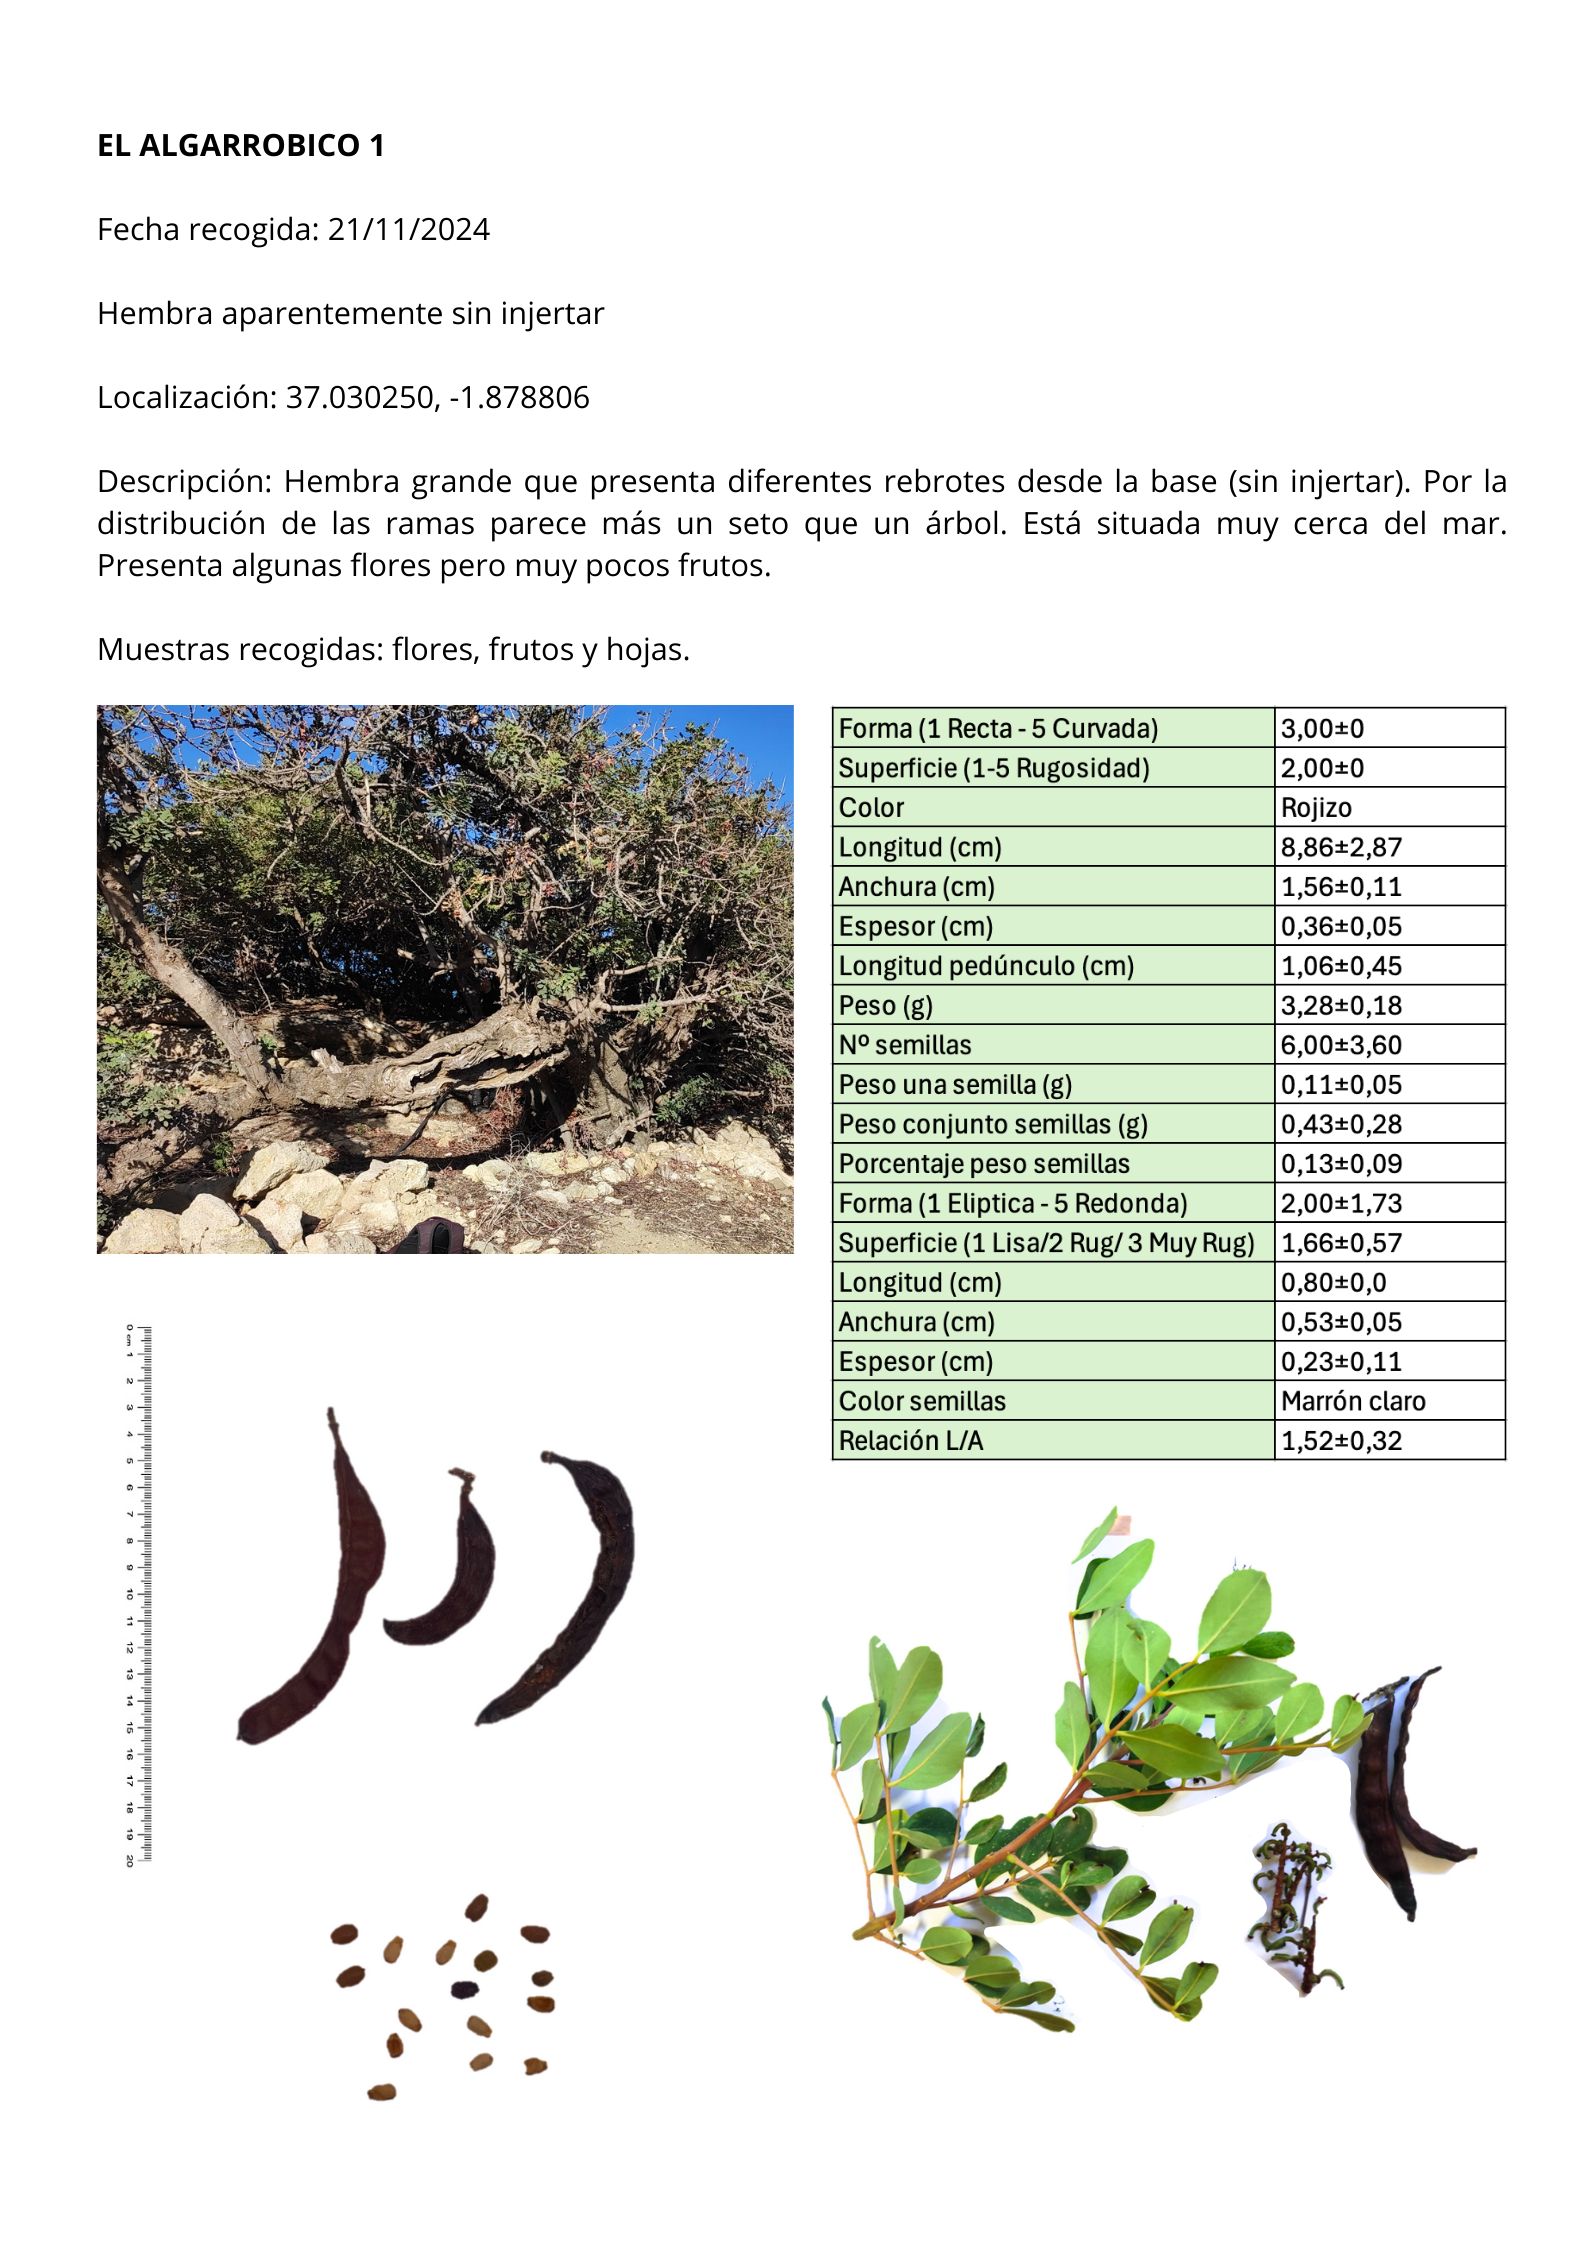 EL ALGARROBICO 1
Fecha recogida: 21/11/2024
Hembra aparentemente sin injertar
Localización: 37.030250, -1.878806
Descripción: Hembra grande que presenta diferentes rebrotes desde la base (sin injertar). Por la
distribución de las ramas parece más un seto que un árbol. Está situada muy cerca del mar.
Presenta algunas flores pero muy pocos frutos.
Muestras recogidas: flores, frutos y hojas.
Forma (1 Recta - 5 Curvada) 3,00±0
Superficie (1-5 Rugosidad) 2,00±0
Color Rojizo
Longitud (cm) 8,86±2,87
Anchura (cm) 1,56±0,11
Espesor (cm) 0,36±0,05
Longitud pedúnculo (cm) 1,06±0,45
Peso (g) 3,28±0,18
Nº semillas 6,00±3,60
Peso una semilla (g) 0,11±0,05
Peso conjunto semillas (g) 0,43±0,28
Porcentaje peso semillas 0,13±0,09
Forma (1 Eliptica - 5 Redonda) 2,00±1,73
Superficie (1 Lisa/2 Rug/ 3 Muy Rug) 1,66±0,57
Longitud (cm) 0,80±0,0
Anchura (cm) 0,53±0,05
Espesor (cm) 0,23±0,11
Color semillas Marrón claro
Relación L/A 1,52±0,32
0 cm
1
2
3
4
5
6
7
8
9
10
11
12
13
14
15
16
17
18
19
20